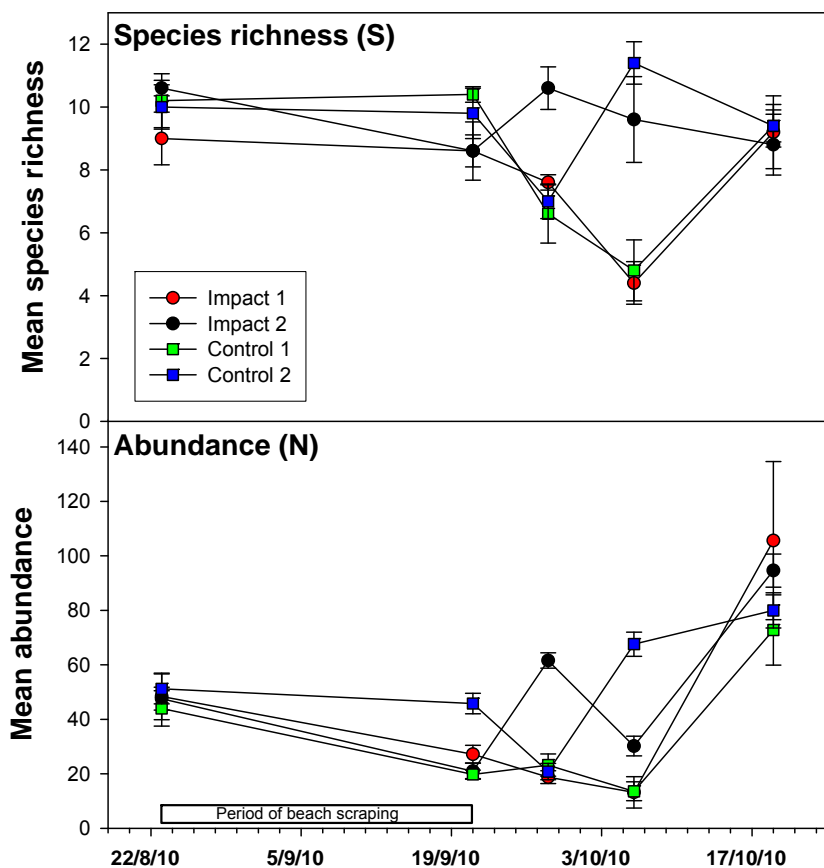 Species richness (S)
Mean species richness
12
10
8
6
4
2
0
Impact 1
Impact 2
Control 1
Control 2
Abundance (N)
Mean abundance
140
120
100
80
60
40
20
0
Period of beach scraping
22/8/10 5/9/10 19/9/10 3/10/10 17/10/10